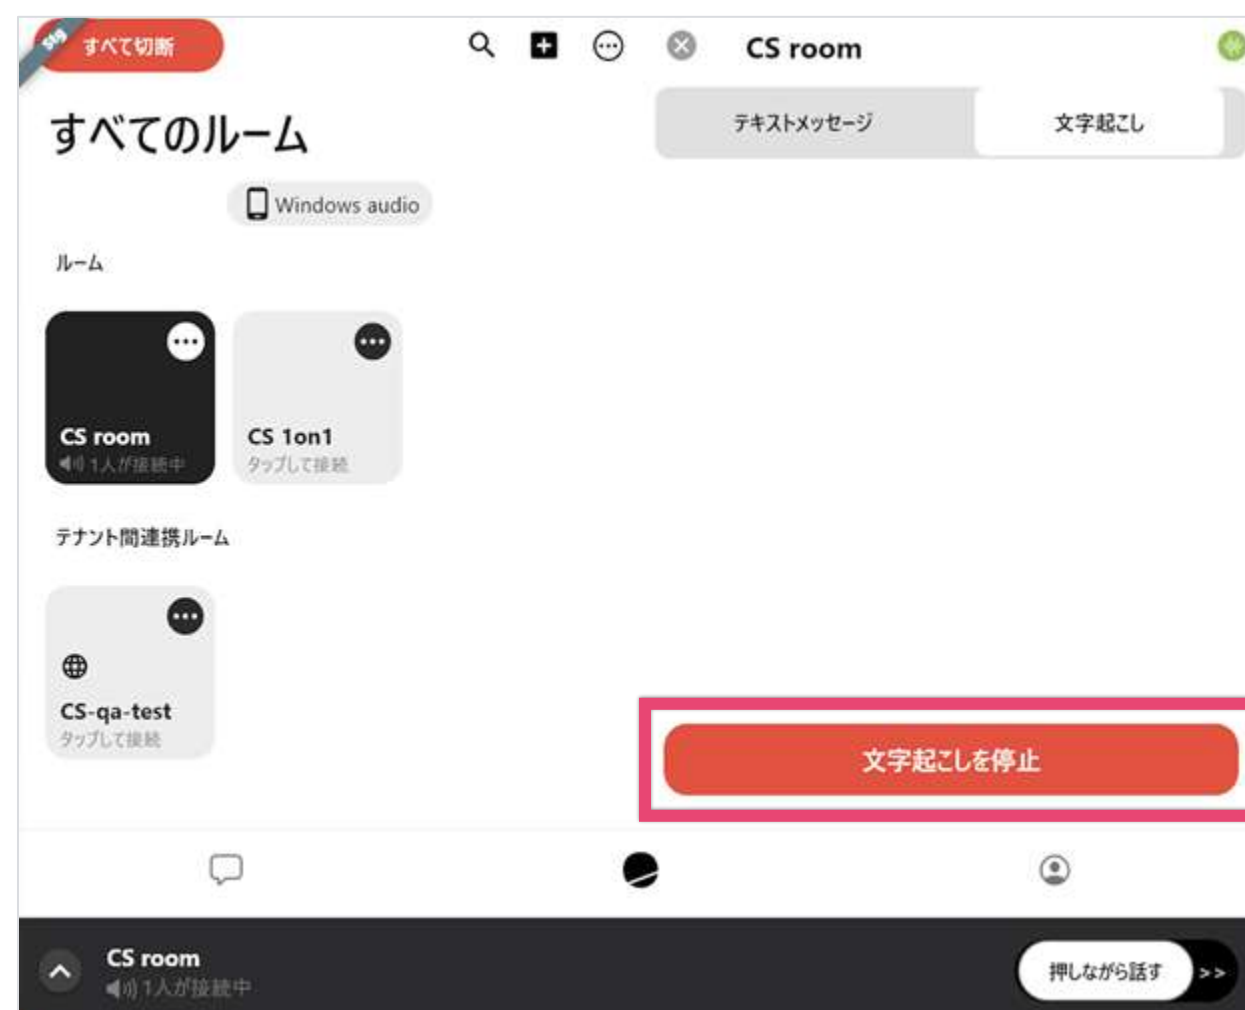 stg
すべて切断
CS room
すべてのルーム
テキストメッセージ
文字起こし
Windows audio
ルーム
CS room
1人が接続中
CS 1on1
タップして接続
テナント間連携ルーム
CS-qa-test
タップして接続
文字起こしを停止
CS room
1人が接続中
押しながら話す
>>